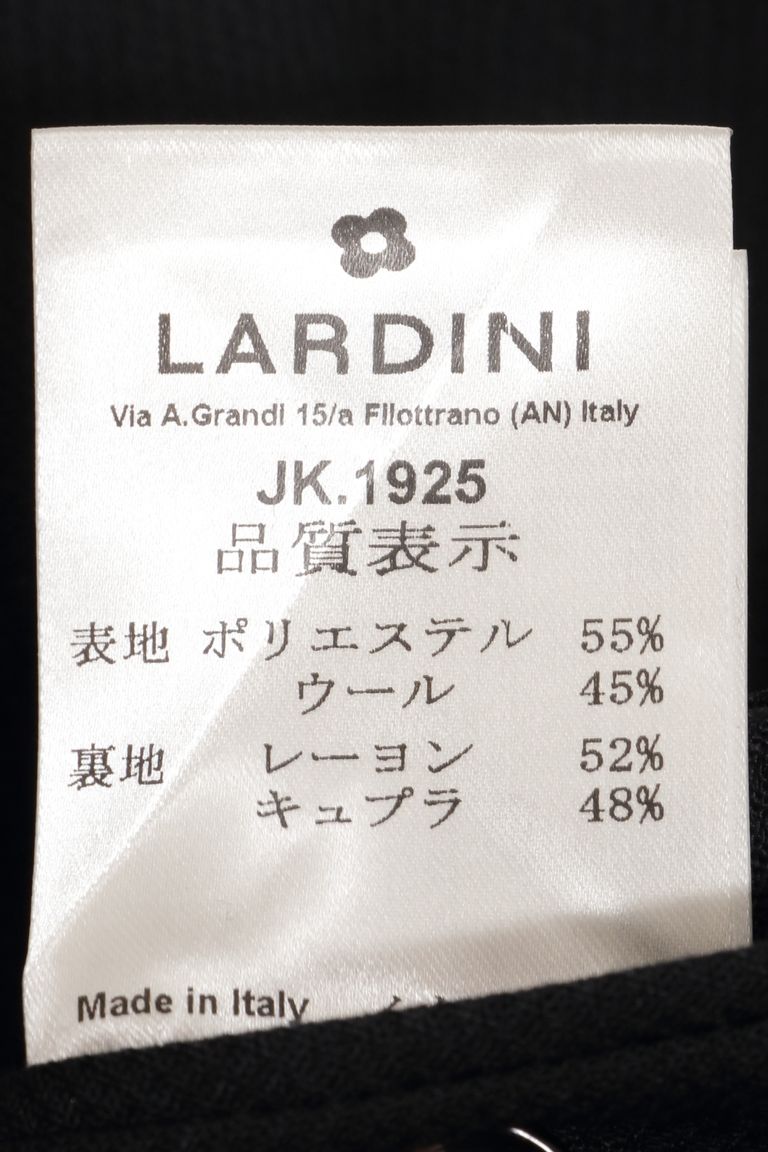 LARDINI
Via A.Grandi 15/a Filottrano (AN) Italy
JK.1925
品質表示
表地 ポリエステル 55%
ウール 45%
裏地 レーヨン 52%
キュプラ 48%
Made in Italy